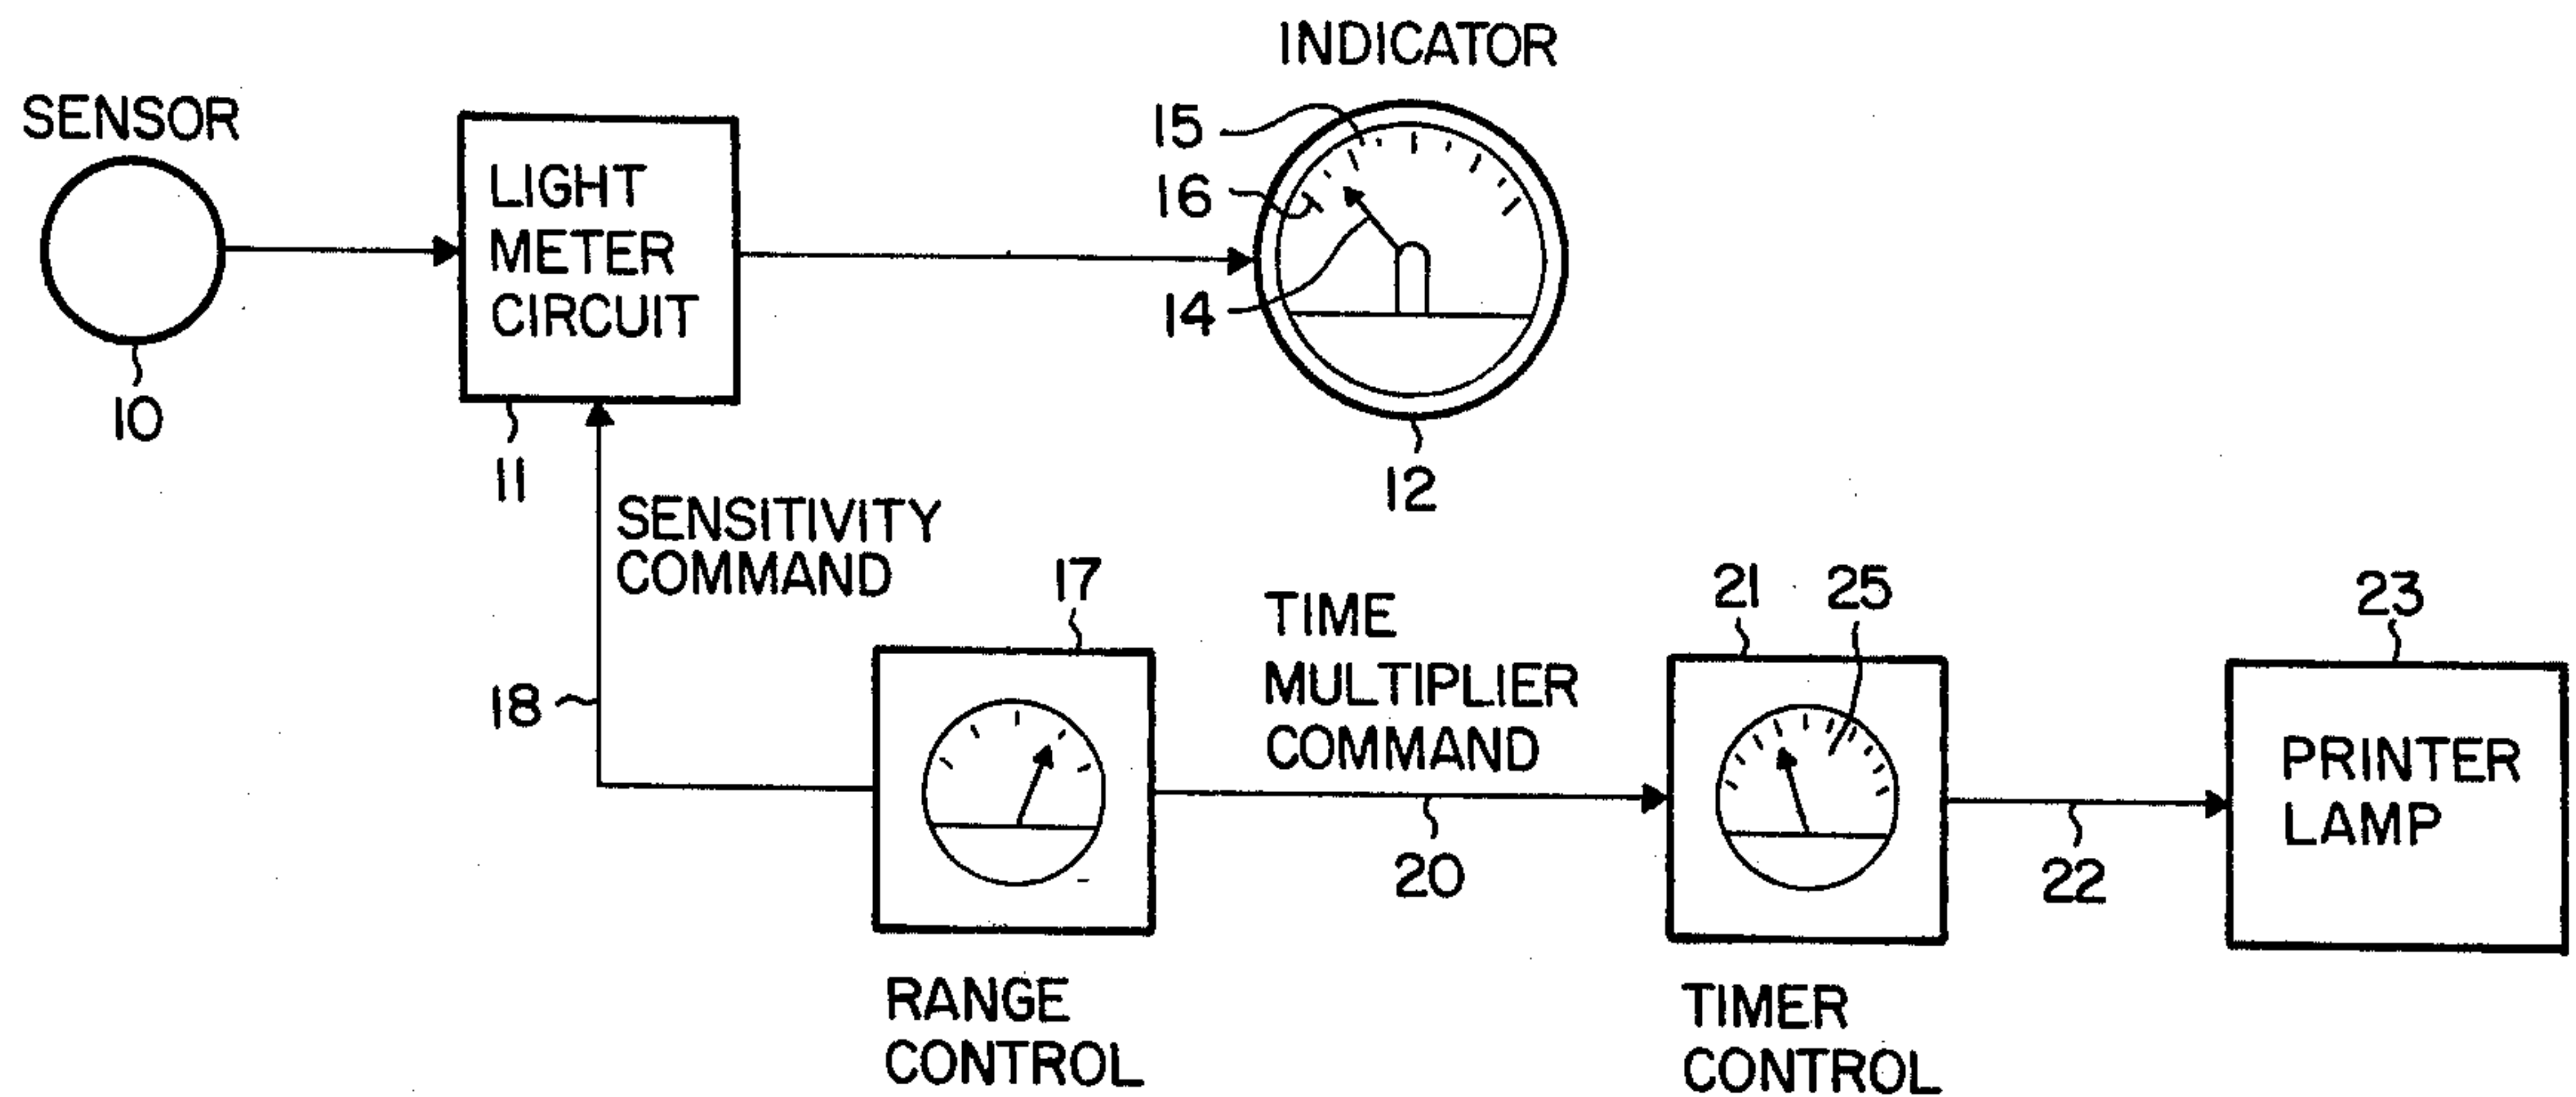 INDICATOR
SENSOR
15
LIGHT
METER
CIRCUIT
16
14
10
11
12
SENSITIVITY
COMMAND
17
TIME
MULTIPLIER
COMMAND
21
25
23
18
20
22
PRINTER
LAMP
RANGE
CONTROL
TIMER
CONTROL